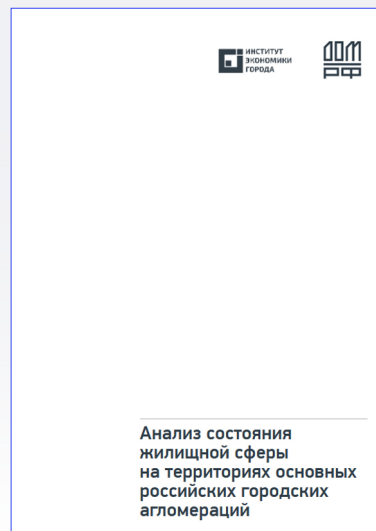 ИНСТИТУТ
ЭКОНОМИКИ
ГОРОДА
ДОМ
РФ
Анализ состояния
жилищной сферы
на территориях основных
российских городских
агломераций